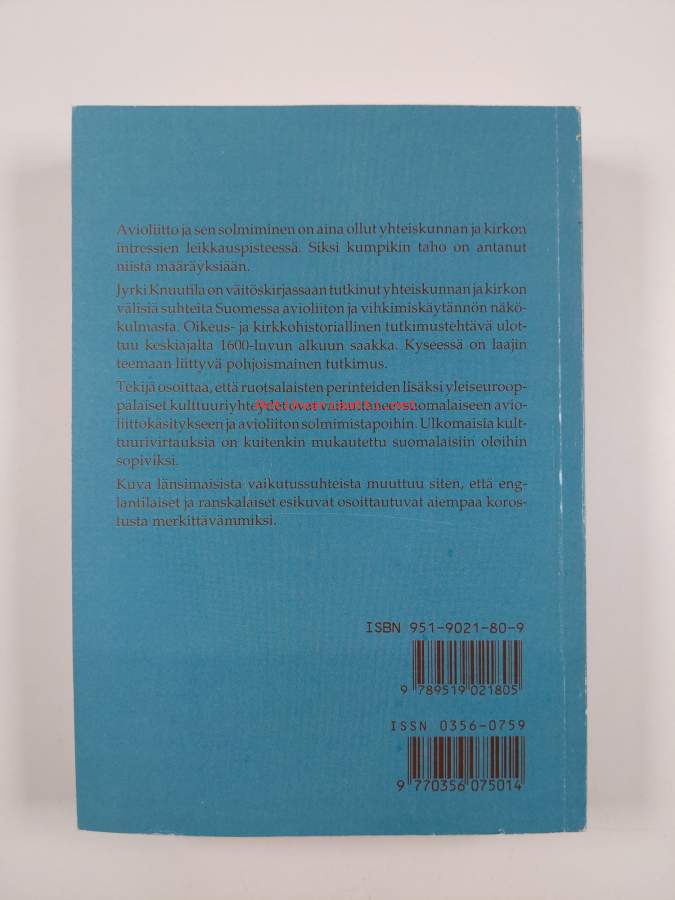 Avioliitto ja sen solmiminen on aina ollut yhteiskunnan ja kirkon
intressien leikkauspisteessä. Siksi kumpikin taho on antanut
niistä määräyksiään.
Jyrki Knuutila on väitöskirjassaan tutkinut yhteiskunnan ja kirkon
välisiä suhteita Suomessa avioliiton ja vihkimiskäytännön näkö-
kulmasta. Oikeus- ja kirkkohistoriallinen tutkimustehtävä ulot-
tuu keskiajalta 1600-luvun alkuun saakka. Kyseessä on laajin
teemaan liittyvä pohjoismainen tutkimus.
Tekijä osoittaa, että ruotsalaisten perinteiden lisäksi yleiseuroop-
palaiset kulttuuriyhteydet ovat vaikuttaneet suomalaiseen avio-
liittokäsitykseen ja avioliiton solmimistapoihin. Ulkomaisia kult-
tuurivirtauksia on kuitenkin mukautettu suomalaisiin oloihin
sopiviksi.
Kuva länsimaisista vaikutussuhteista muuttuu siten, että eng-
lantilaiset ja ranskalaiset esikuvat osoittautuvat aiempaa koros-
tusta merkittävämmiksi.
ISBN 951-9021-80-9
9 789519 021805
ISSN 0356-0759
9 770356 075014